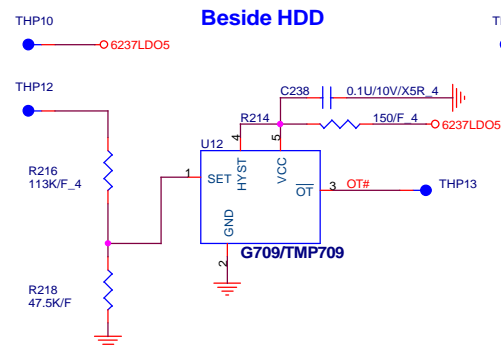 Beside HDD
THP10
TH
6237LDO5
THP12
C238
0.1U/10V/X5R_4
R214
150/F_4
6237LDO5
U12
4
5
R216
113K/F_4
1
SET
HYST
VCC
OT
3
OT#
THP13
GND
G709/TMP709
2
R218
47.5K/F